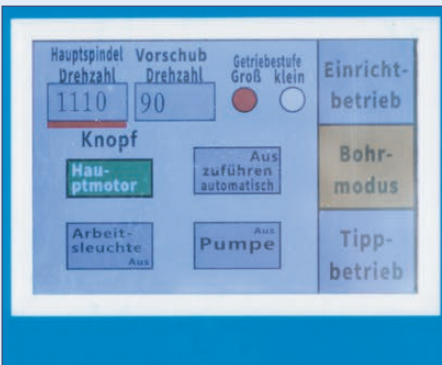 Hauptspindel
Drehzahl
Vorschub
Drehzahl
Getriebestufe
Groß klein
1110
90
Knopf
Hau-
ptmotor
Aus
zuführen
automatisch
Arbeit-
sleuchte
Aus
Aus
Pumpe
Einricht-
betrieb
Bohr-
modus
Tipp-
betrieb